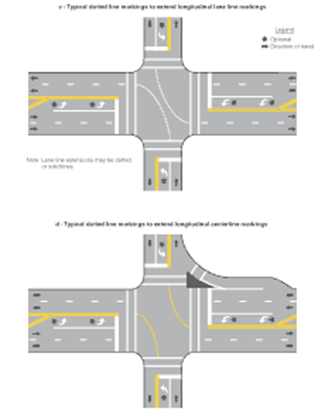 c - Typical dotted line markings to extend longitudinal lane line markings
Legend
Optional
Direction of travel
Note: Lane line extensions may be dotted
or solid lines.
d - Typical dotted line markings to extend longitudinal centerline markings